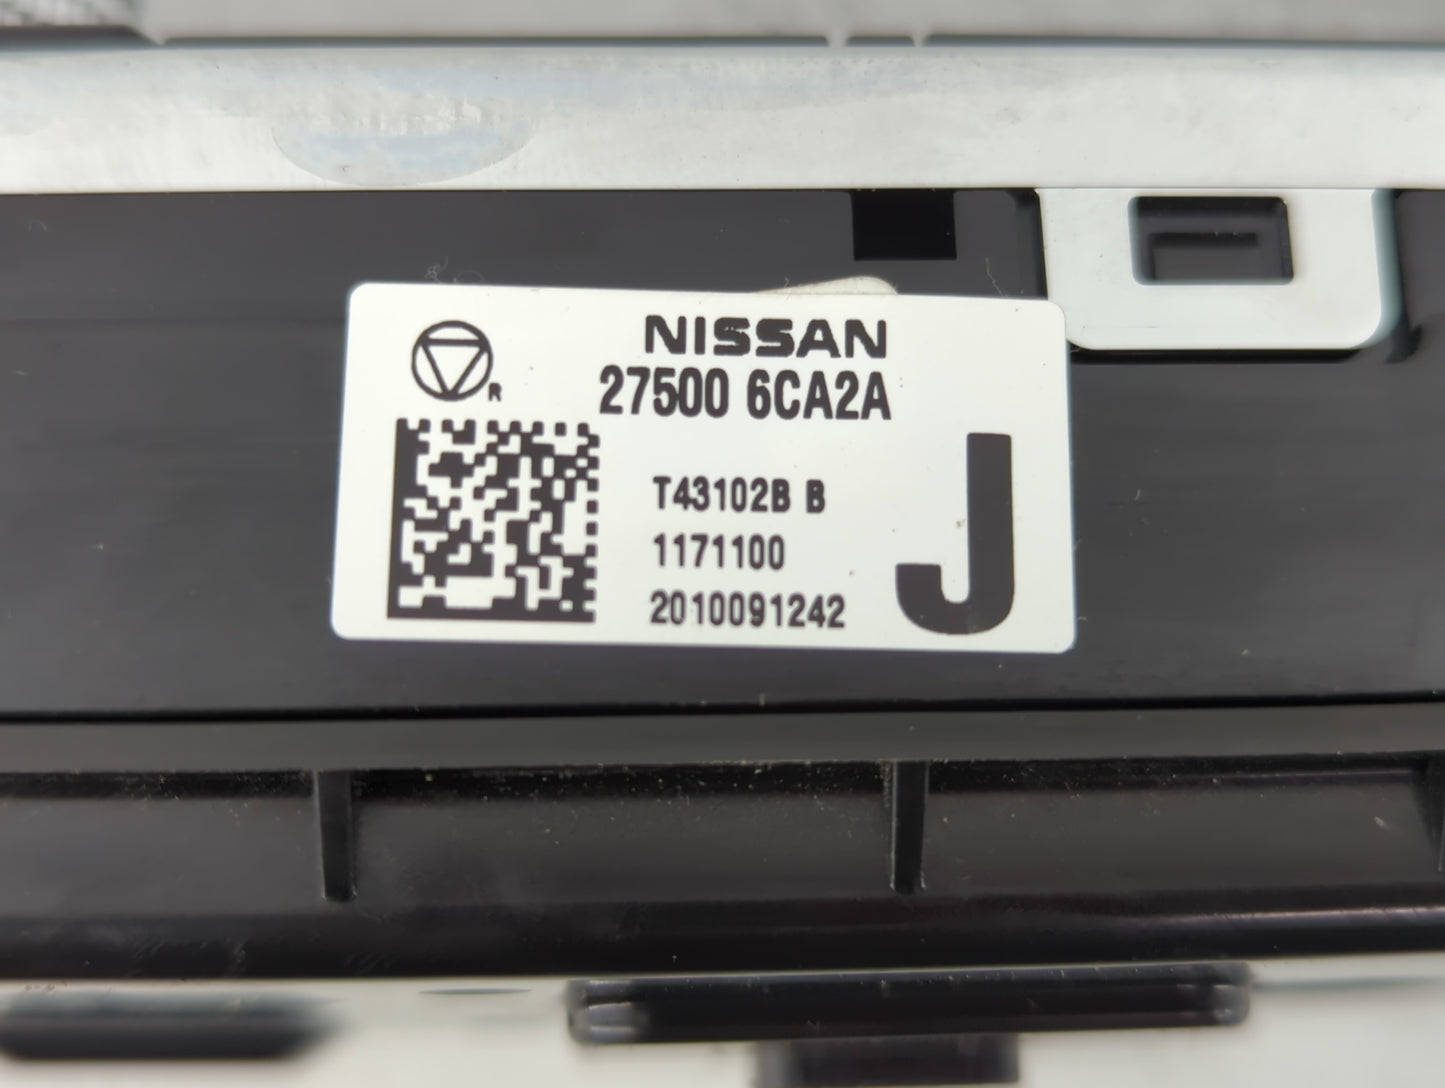 NISSAN
27500 6CA2A
R
T43102B B
1171100
2010091242
J